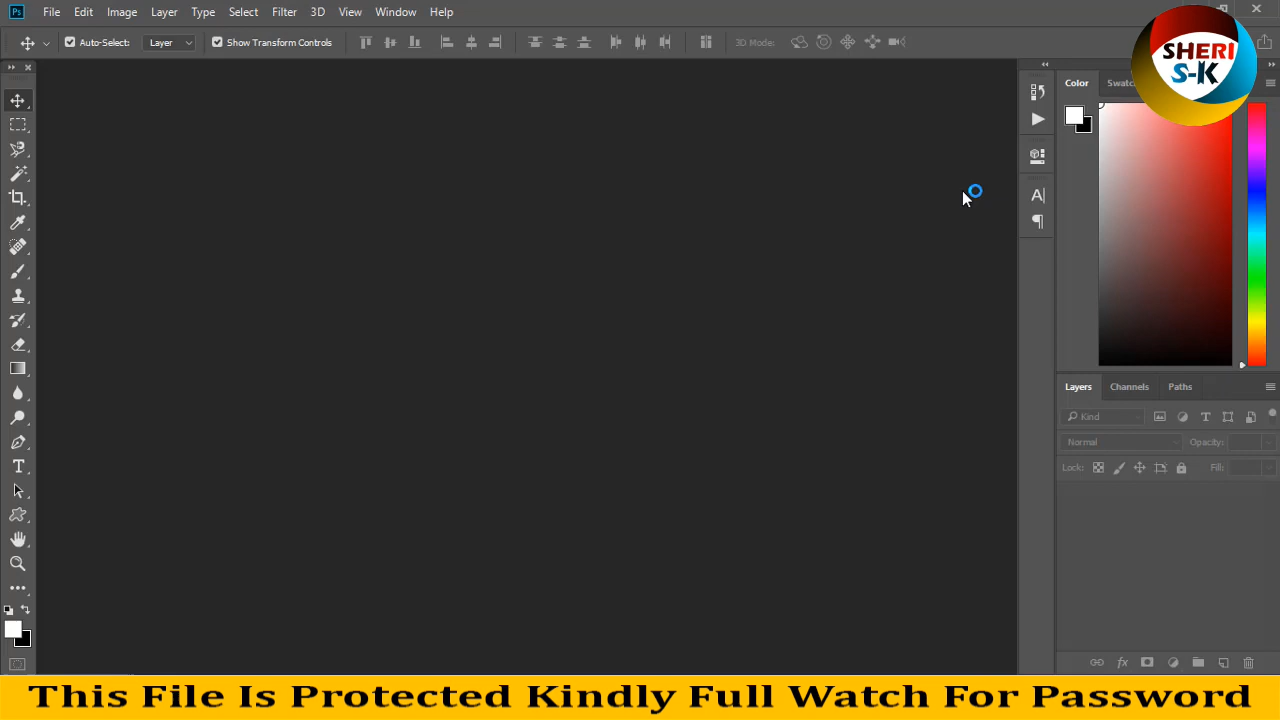 Ps File Edit Image Layer Type Select Filter 3D View Window Help
Auto-Select: Layer Show Transform Controls 3D Mode:
SHERI
S-K
Color
Layers Channels Paths
Kind T
Normal Opacity:
Lock: Fill:
A
T
fx
This File Is Protected Kindly Full Watch For Password